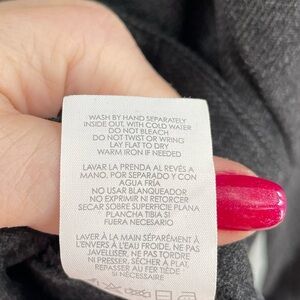 WASH BY HAND SEPARATELY
INSIDE OUT, WITH COLD WATER
DO NOT BLEACH
DO NOT TWIST OR WRING
LAY FLAT TO DRY
WARM IRON IF NEEDED
LAVAR LA PRENDA AL REVÉS A
MANO, POR SEPARADO Y CON
AGUA FRÍA
NO USAR BLANQUEADOR
NO EXPRIMIR NI RETORCER
SECAR SOBRE SUPERFICIE PLANA
PLANCHA TIBIA SI
FUERA NECESARIO
LAVER À LA MAIN SÉPARÉMENT À
L'ENVERS À L'EAU FROIDE, NE PAS
JAVELLISER, NE PAS TORDRE
NI PRESSER, SÉCHER À PLAT,
REPASSER AU FER TIÈDE
SI NÉCESSAIRE